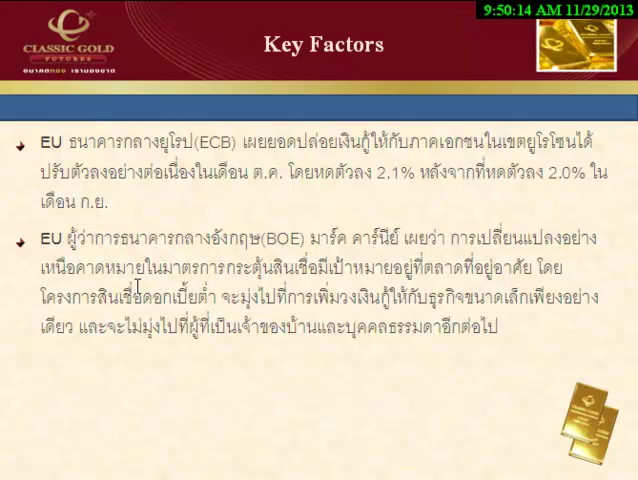 9:50:14 AM 11/29/2013
CLASSIC GOLD
FUTURES
อนาคตทอง เรามองขาด
Key Factors
EU ธนาคารกลางยุโรป(ECB) เผยยอดปล่อยเงินกู้ให้กับภาคเอกชนในเขตยูโรโซนได้
ปรับตัวลงอย่างต่อเนื่องในเดือน ต.ค. โดยหดตัวลง 2.1% หลังจากที่หดตัวลง 2.0% ใน
เดือน ก.ย.
EU ผู้ว่าการธนาคารกลางอังกฤษ(BOE) มาร์ค คาร์นีย์ เผยว่า การเปลี่ยนแปลงอย่าง
เหนือคาดหมายในมาตรการกระตุ้นสินเชื่อมีเป้าหมายอยู่ที่ตลาดที่อยู่อาศัย โดย
โครงการสินเชื่อดอกเบี้ยต่ำ จะมุ่งไปที่การเพิ่มวงเงินกู้ให้กับธุรกิจขนาดเล็กเพียงอย่าง
เดียว และจะไม่มุ่งไปที่ผู้ที่เป็นเจ้าของบ้านและบุคคลธรรมดาอีกต่อไป